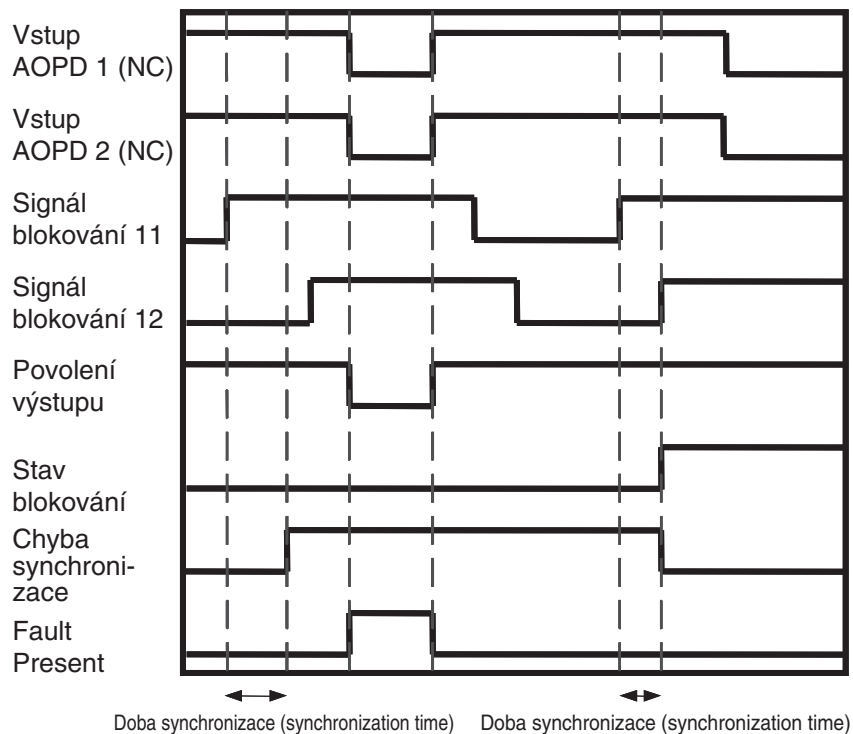 Vstup
AOPD 1 (NC)
Vstup
AOPD 2 (NC)
Signál
blokování 11
Signál
blokování 12
Povolení
výstupu
Stav
blokování
Chyba
synchroni-
zace
Fault
Present
Doba synchronizace (synchronization time)
Doba synchronizace (synchronization time)